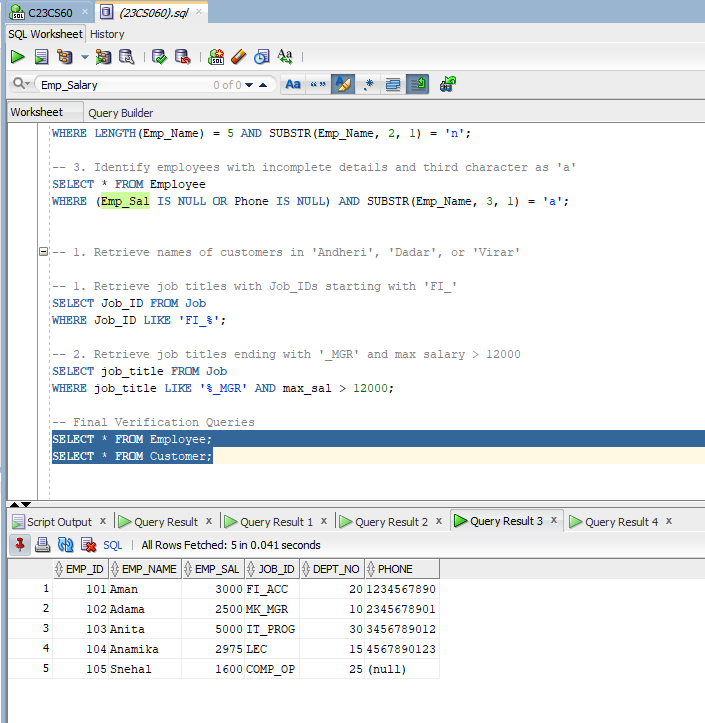 C23CS60 (23CS060).sql
SQL Worksheet History
Emp_Salary 0 of 0 Aa “ ” .*
Worksheet Query Builder
WHERE LENGTH(Emp_Name) = 5 AND SUBSTR(Emp_Name, 2, 1) = 'n';
-- 3. Identify employees with incomplete details and third character as 'a'
SELECT * FROM Employee
WHERE (Emp_Sal IS NULL OR Phone IS NULL) AND SUBSTR(Emp_Name, 3, 1) = 'a';
-- 1. Retrieve names of customers in 'Andheri', 'Dadar', or 'Virar'
-- 1. Retrieve job titles with Job_IDs starting with 'FI_'
SELECT Job_ID FROM Job
WHERE Job_ID LIKE 'FI_%';
-- 2. Retrieve job titles ending with '_MGR' and max salary > 12000
SELECT job_title FROM Job
WHERE job_title LIKE '%_MGR' AND max_sal > 12000;
-- Final Verification Queries
SELECT * FROM Employee;
SELECT * FROM Customer;
Script Output x Query Result x Query Result 1 x Query Result 2 x Query Result 3 x Query Result 4 x
SQL All Rows Fetched: 5 in 0.041 seconds
EMP_ID EMP_NAME EMP_SAL JOB_ID DEPT_NO PHONE
1 101 Aman 3000 FI_ACC 20 1234567890
2 102 Adama 2500 MK_MGR 10 2345678901
3 103 Anita 5000 IT_PROG 30 3456789012
4 104 Anamika 2975 LEC 15 4567890123
5 105 Snehal 1600 COMP_OP 25 (null)